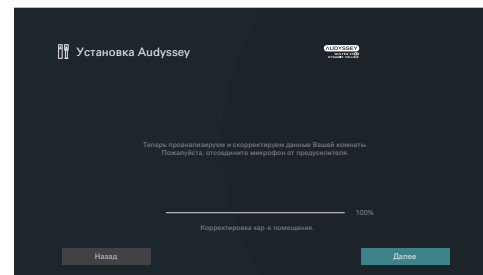 Установка Audyssey
AUDYSSEY
Теперь проанализируем и скорректируем данные Вашей комнаты.
Пожалуйста, отсоедините микрофон от предусилителя.
100%
Корректировка хар-к помещения.
Назад
Далее